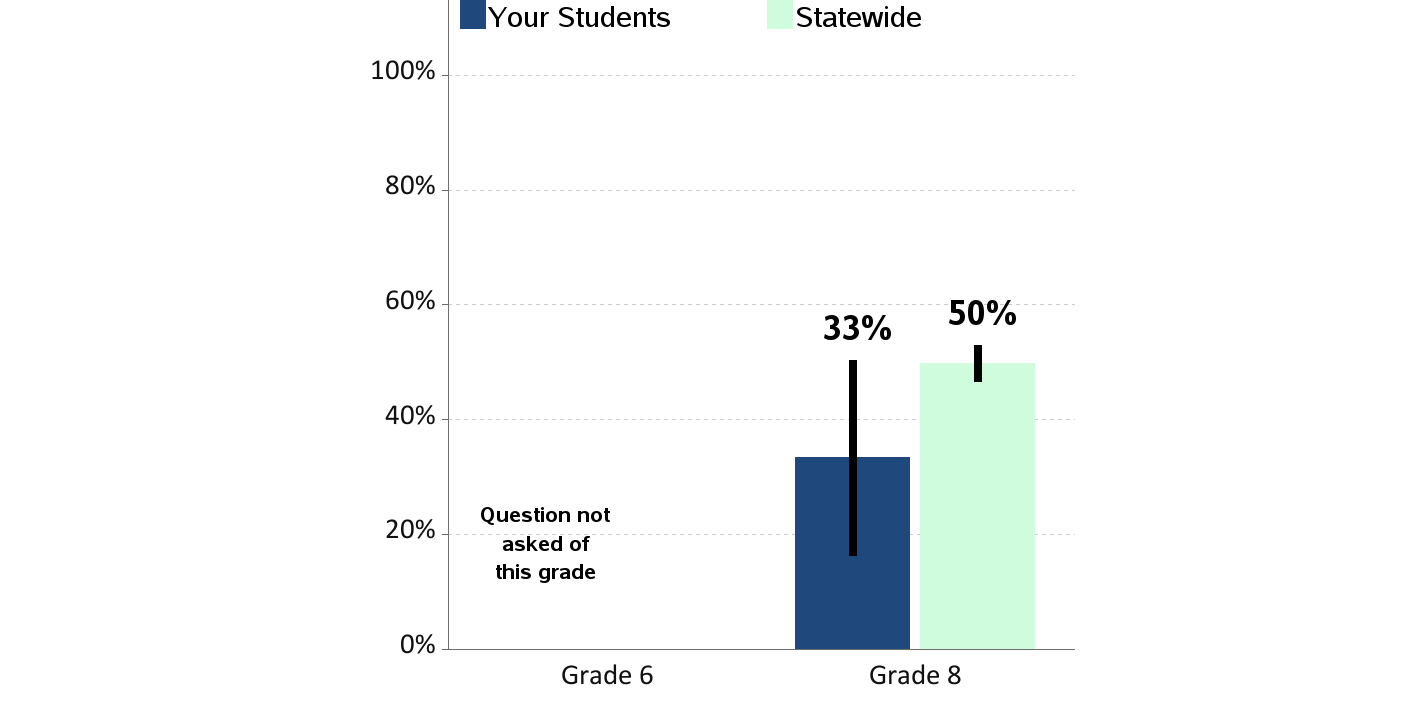 Your Students Statewide
100%
80%
60%
40%
20%
0%
33%
50%
Question not
asked of
this grade
Grade 6 Grade 8